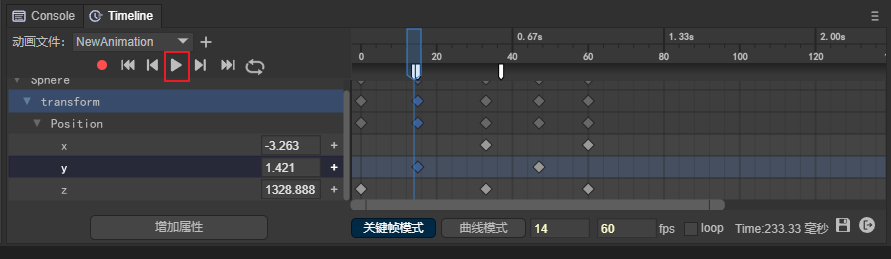 Console Timeline
动画文件: NewAnimation
0.67s 1.33s 2.00s
0 20 40 60 80 100 120
Sphere
transform
Position
x -3.263 +
y 1.421 +
z 1328.888 +
增加属性 关键帧模式 曲线模式 14 60 fps loop Time:233.33 毫秒